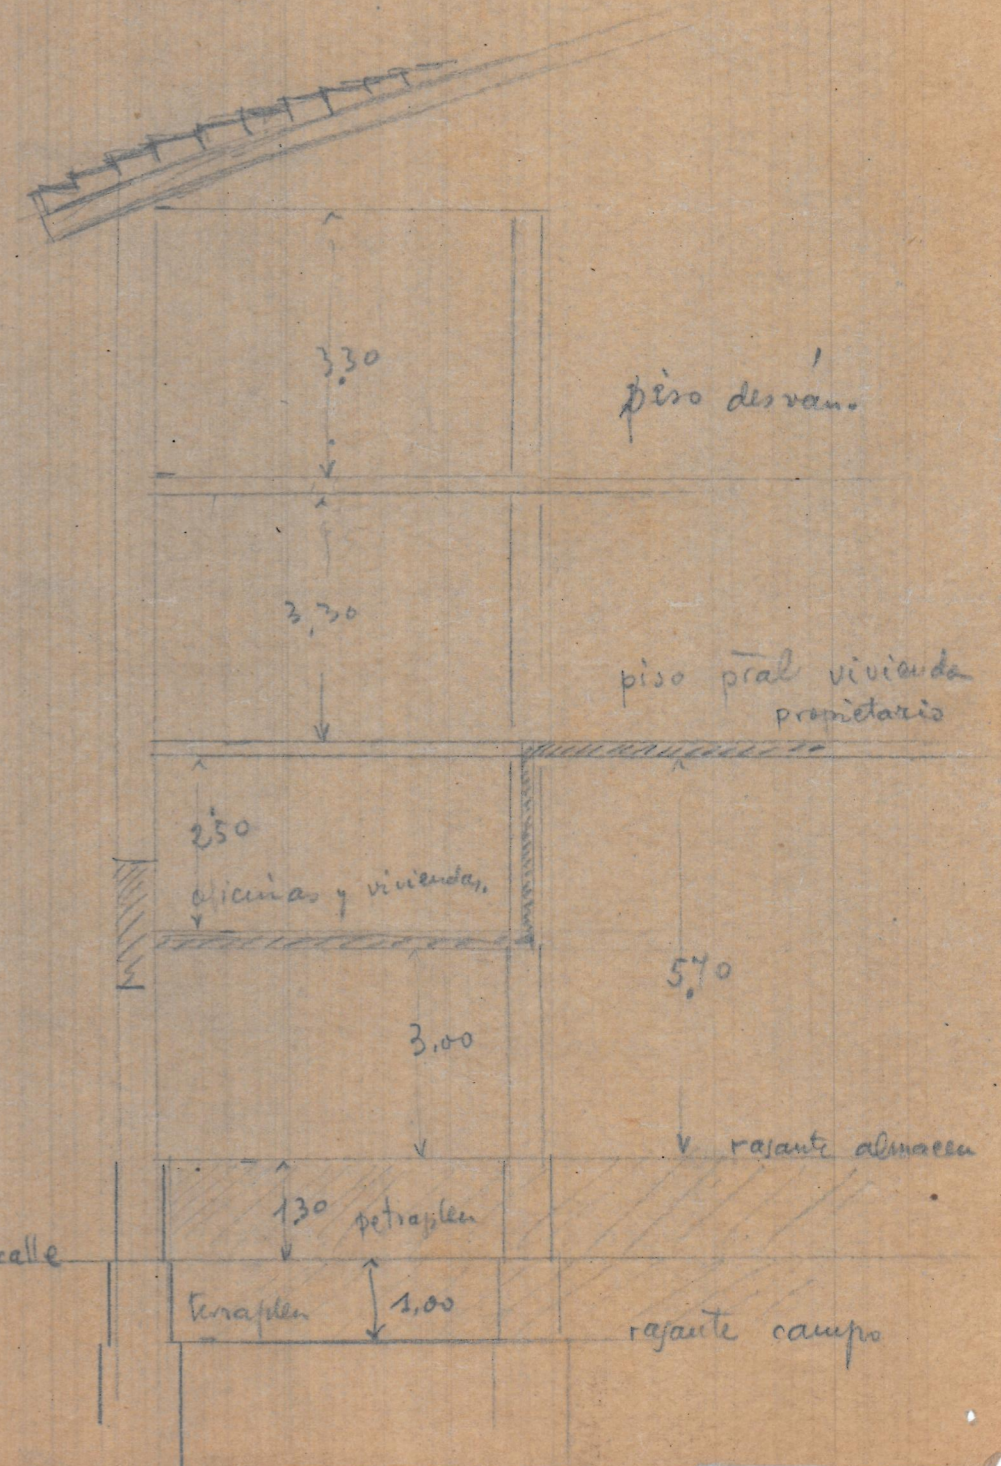 3,30
piso desván.
3,30
piso pral vivienda
propietario
2'50
oficinas y viviendas.
5,70
3,00
rasante almacen
1,30 petraplen
calle
terraplen 1,00
rasante campo